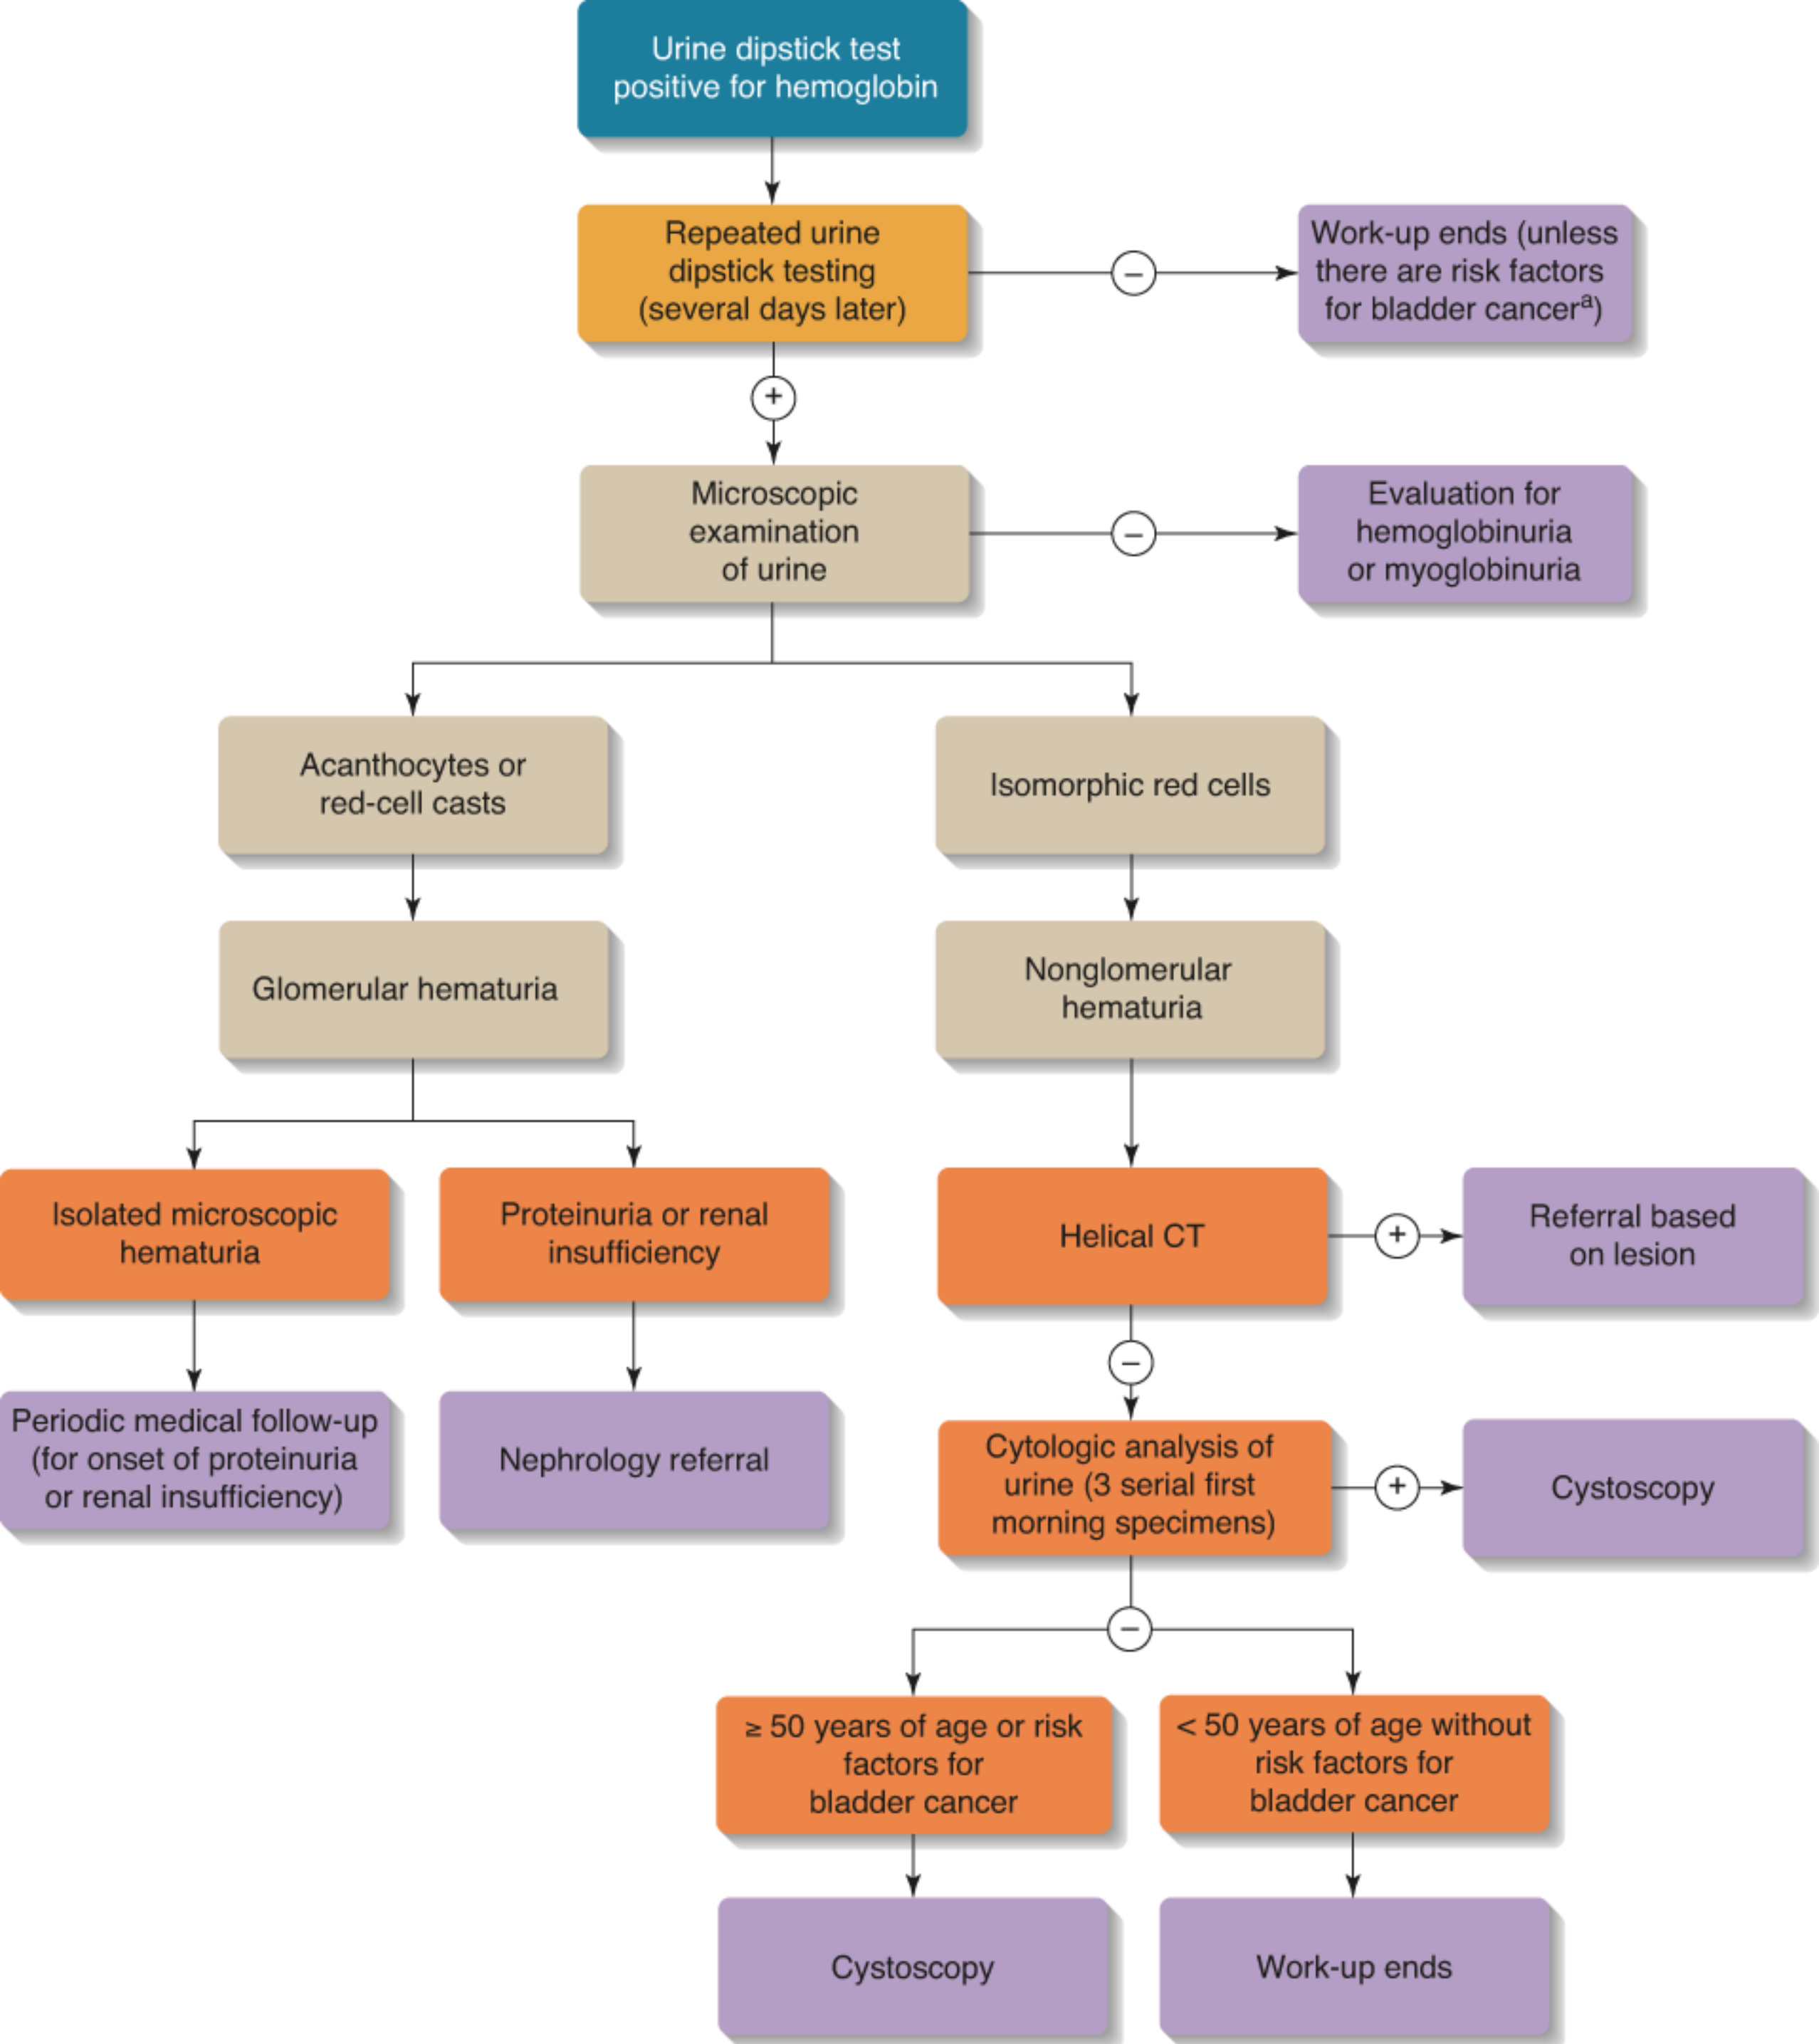 Urine dipstick test
positive for hemoglobin
Repeated urine
dipstick testing
(several days later)
−
Work-up ends (unless
there are risk factors
for bladder cancerᵃ)
+
Microscopic
examination
of urine
−
Evaluation for
hemoglobinuria
or myoglobinuria
Acanthocytes or
red-cell casts
Isomorphic red cells
Glomerular hematuria
Nonglomerular
hematuria
Isolated microscopic
hematuria
Proteinuria or renal
insufficiency
Helical CT
+
Referral based
on lesion
−
Periodic medical follow-up
(for onset of proteinuria
or renal insufficiency)
Nephrology referral
Cytologic analysis of
urine (3 serial first
morning specimens)
+
Cystoscopy
−
≥ 50 years of age or risk
factors for
bladder cancer
< 50 years of age without
risk factors for
bladder cancer
Cystoscopy
Work-up ends